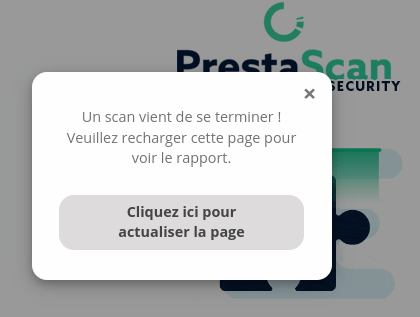 PrestaScan
SECURITY
×
Un scan vient de se terminer !
Veuillez recharger cette page pour
voir le rapport.
Cliquez ici pour
actualiser la page